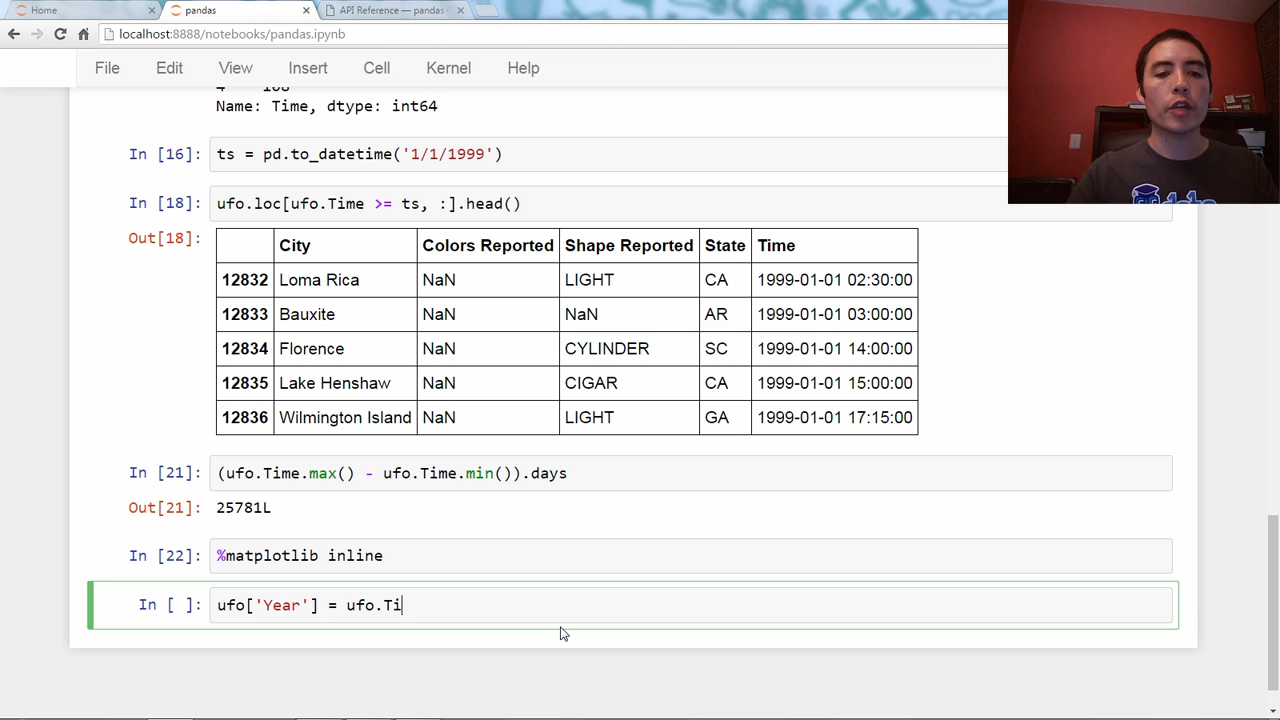 Home
pandas
API Reference — pandas
localhost:8888/notebooks/pandas.ipynb
File Edit View Insert Cell Kernel Help
Name: Time, dtype: int64
In [16]: ts = pd.to_datetime('1/1/1999')
In [18]: ufo.loc[ufo.Time >= ts, :].head()
Out[18]:
City Colors Reported Shape Reported State Time
12832 Loma Rica NaN LIGHT CA 1999-01-01 02:30:00
12833 Bauxite NaN NaN AR 1999-01-01 03:00:00
12834 Florence NaN CYLINDER SC 1999-01-01 14:00:00
12835 Lake Henshaw NaN CIGAR CA 1999-01-01 15:00:00
12836 Wilmington Island NaN LIGHT GA 1999-01-01 17:15:00
In [21]: (ufo.Time.max() - ufo.Time.min()).days
Out[21]: 25781L
In [22]: %matplotlib inline
In [ ]: ufo['Year'] = ufo.Ti